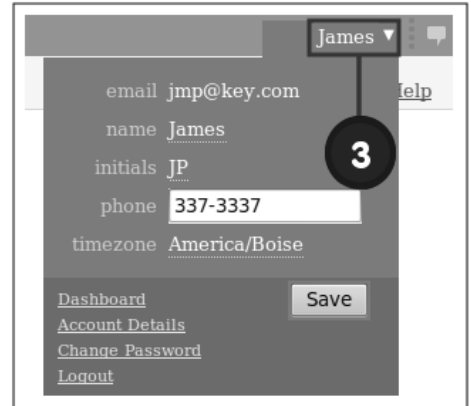 James ▼
email jmp@key.com
Help
name James
initials JP
3
phone 337-3337
timezone America/Boise
Dashboard
Save
Account Details
Change Password
Logout